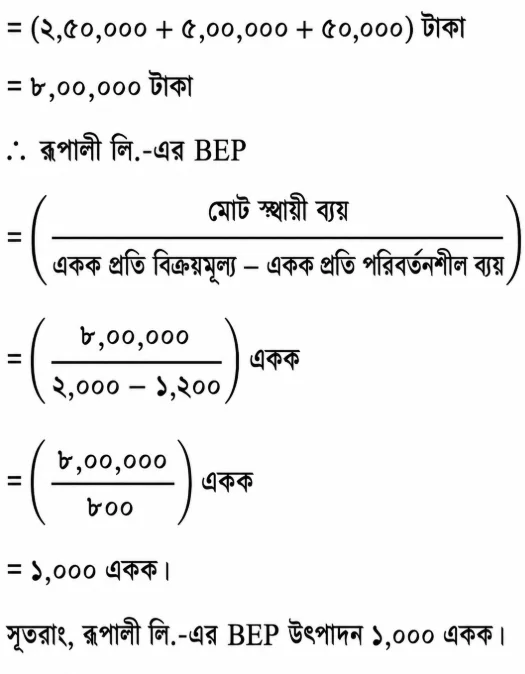 = (২,৫০,০০০ + ৫,০০,০০০ + ৫০,০০০) টাকা
= ৮,০০,০০০ টাকা
∴ রূপালী লি.-এর BEP
= (মোট স্থায়ী ব্যয়
একক প্রতি বিক্রয়মূল্য – একক প্রতি পরিবর্তনশীল ব্যয়)
= (৮,০০,০০০
২,০০০ – ১,২০০) একক
= (৮,০০,০০০
৮০০) একক
= ১,০০০ একক।
সূতরাং, রূপালী লি.-এর BEP উৎপাদন ১,০০০ একক।